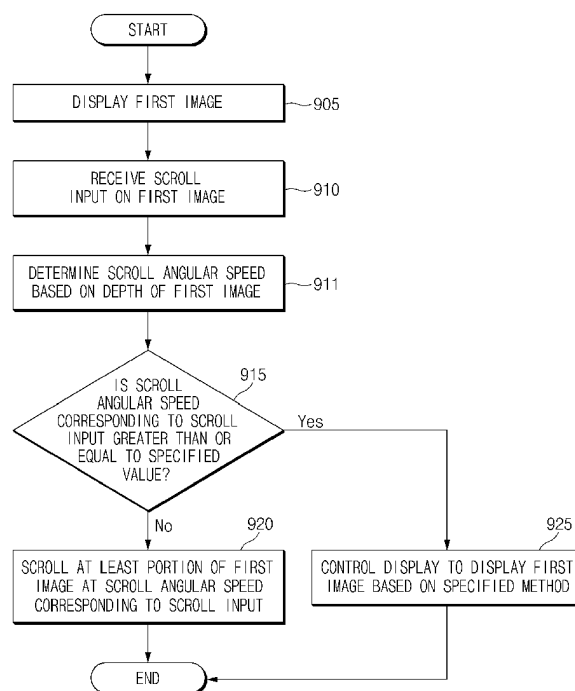 START
DISPLAY FIRST IMAGE
905
RECEIVE SCROLL
INPUT ON FIRST IMAGE
910
DETERMINE SCROLL ANGULAR SPEED
BASED ON DEPTH OF FIRST IMAGE
911
915
IS SCROLL
ANGULAR SPEED
CORRESPONDING TO SCROLL
INPUT GREATER THAN OR
EQUAL TO SPECIFIED
VALUE?
Yes
No
920
SCROLL AT LEAST PORTION OF FIRST
IMAGE AT SCROLL ANGULAR SPEED
CORRESPONDING TO SCROLL INPUT
925
CONTROL DISPLAY TO DISPLAY FIRST
IMAGE BASED ON SPECIFIED METHOD
END